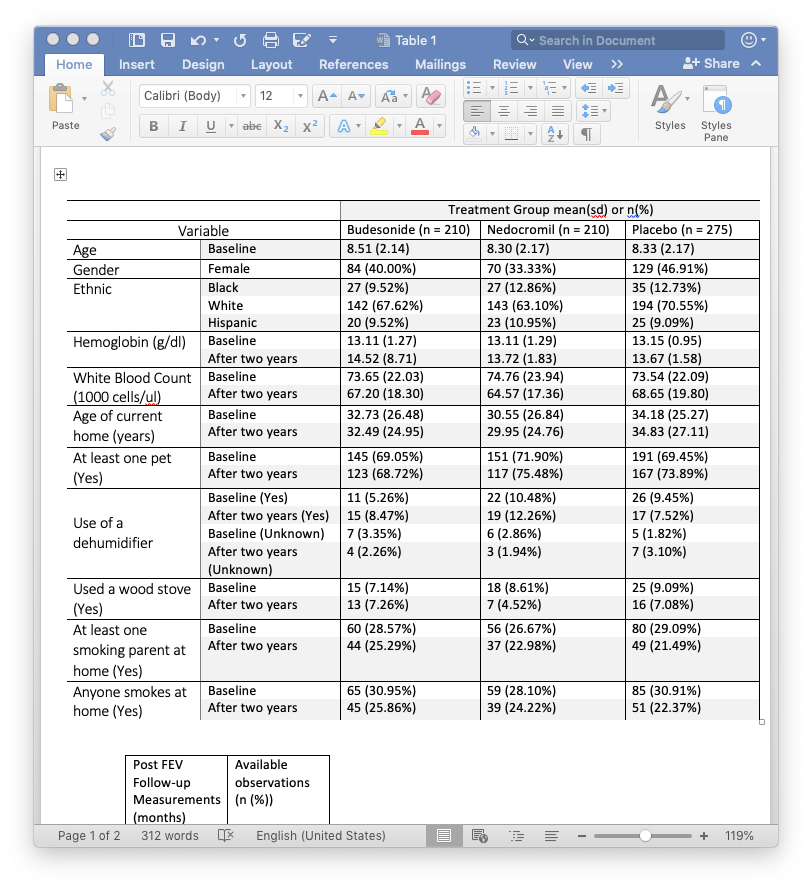 Table 1
Search in Document
Home Insert Design Layout References Mailings Review View >> Share
Paste
Calibri (Body) 12
A A Aa A
B I U abc X2 X² A A
Styles Styles Pane
Treatment Group mean(sd) or n(%)
Variable Budesonide (n = 210) Nedocromil (n = 210) Placebo (n = 275)
Age Baseline 8.51 (2.14) 8.30 (2.17) 8.33 (2.17)
Gender Female 84 (40.00%) 70 (33.33%) 129 (46.91%)
Ethnic Black 27 (9.52%) 27 (12.86%) 35 (12.73%)
White 142 (67.62%) 143 (63.10%) 194 (70.55%)
Hispanic 20 (9.52%) 23 (10.95%) 25 (9.09%)
Hemoglobin (g/dl) Baseline 13.11 (1.27) 13.11 (1.29) 13.15 (0.95)
After two years 14.52 (8.71) 13.72 (1.83) 13.67 (1.58)
White Blood Count Baseline 73.65 (22.03) 74.76 (23.94) 73.54 (22.09)
(1000 cells/ul) After two years 67.20 (18.30) 64.57 (17.36) 68.65 (19.80)
Age of current Baseline 32.73 (26.48) 30.55 (26.84) 34.18 (25.27)
home (years) After two years 32.49 (24.95) 29.95 (24.76) 34.83 (27.11)
At least one pet Baseline 145 (69.05%) 151 (71.90%) 191 (69.45%)
(Yes) After two years 123 (68.72%) 117 (75.48%) 167 (73.89%)
Baseline (Yes) 11 (5.26%) 22 (10.48%) 26 (9.45%)
Use of a After two years (Yes) 15 (8.47%) 19 (12.26%) 17 (7.52%)
dehumidifier Baseline (Unknown) 7 (3.35%) 6 (2.86%) 5 (1.82%)
After two years 4 (2.26%) 3 (1.94%) 7 (3.10%)
(Unknown)
Used a wood stove Baseline 15 (7.14%) 18 (8.61%) 25 (9.09%)
(Yes) After two years 13 (7.26%) 7 (4.52%) 16 (7.08%)
At least one Baseline 60 (28.57%) 56 (26.67%) 80 (29.09%)
smoking parent at After two years 44 (25.29%) 37 (22.98%) 49 (21.49%)
home (Yes)
Anyone smokes at Baseline 65 (30.95%) 59 (28.10%) 85 (30.91%)
home (Yes) After two years 45 (25.86%) 39 (24.22%) 51 (22.37%)
Post FEV Available
Follow-up observations
Measurements (n (%))
(months)
Page 1 of 2 312 words English (United States) 119%